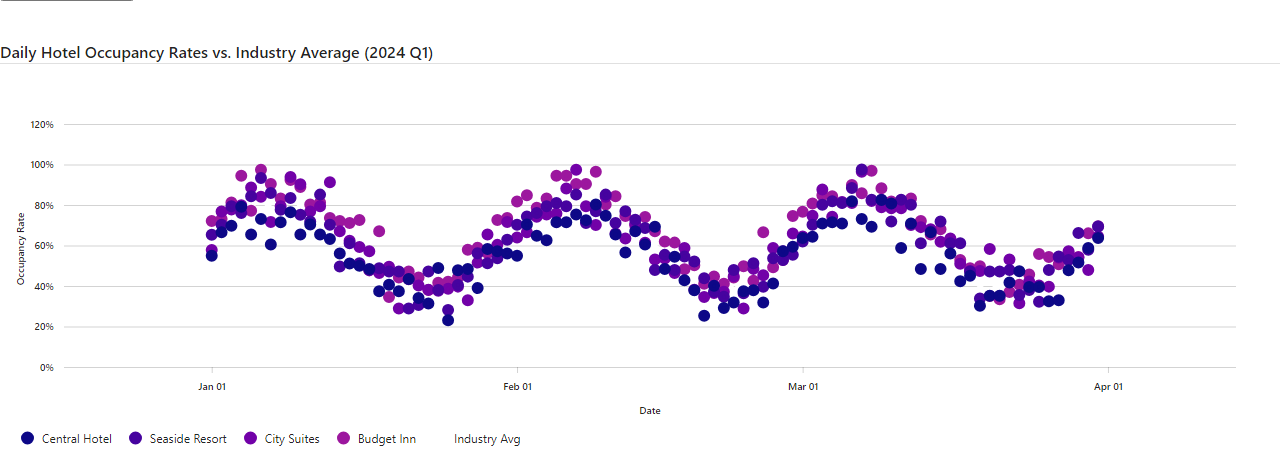 Daily Hotel Occupancy Rates vs. Industry Average (2024 Q1)
120%
100%
80%
60%
40%
20%
0%
Occupancy Rate
Jan 01 Feb 01 Mar 01 Apr 01
Date
Central Hotel Seaside Resort City Suites Budget Inn Industry Avg